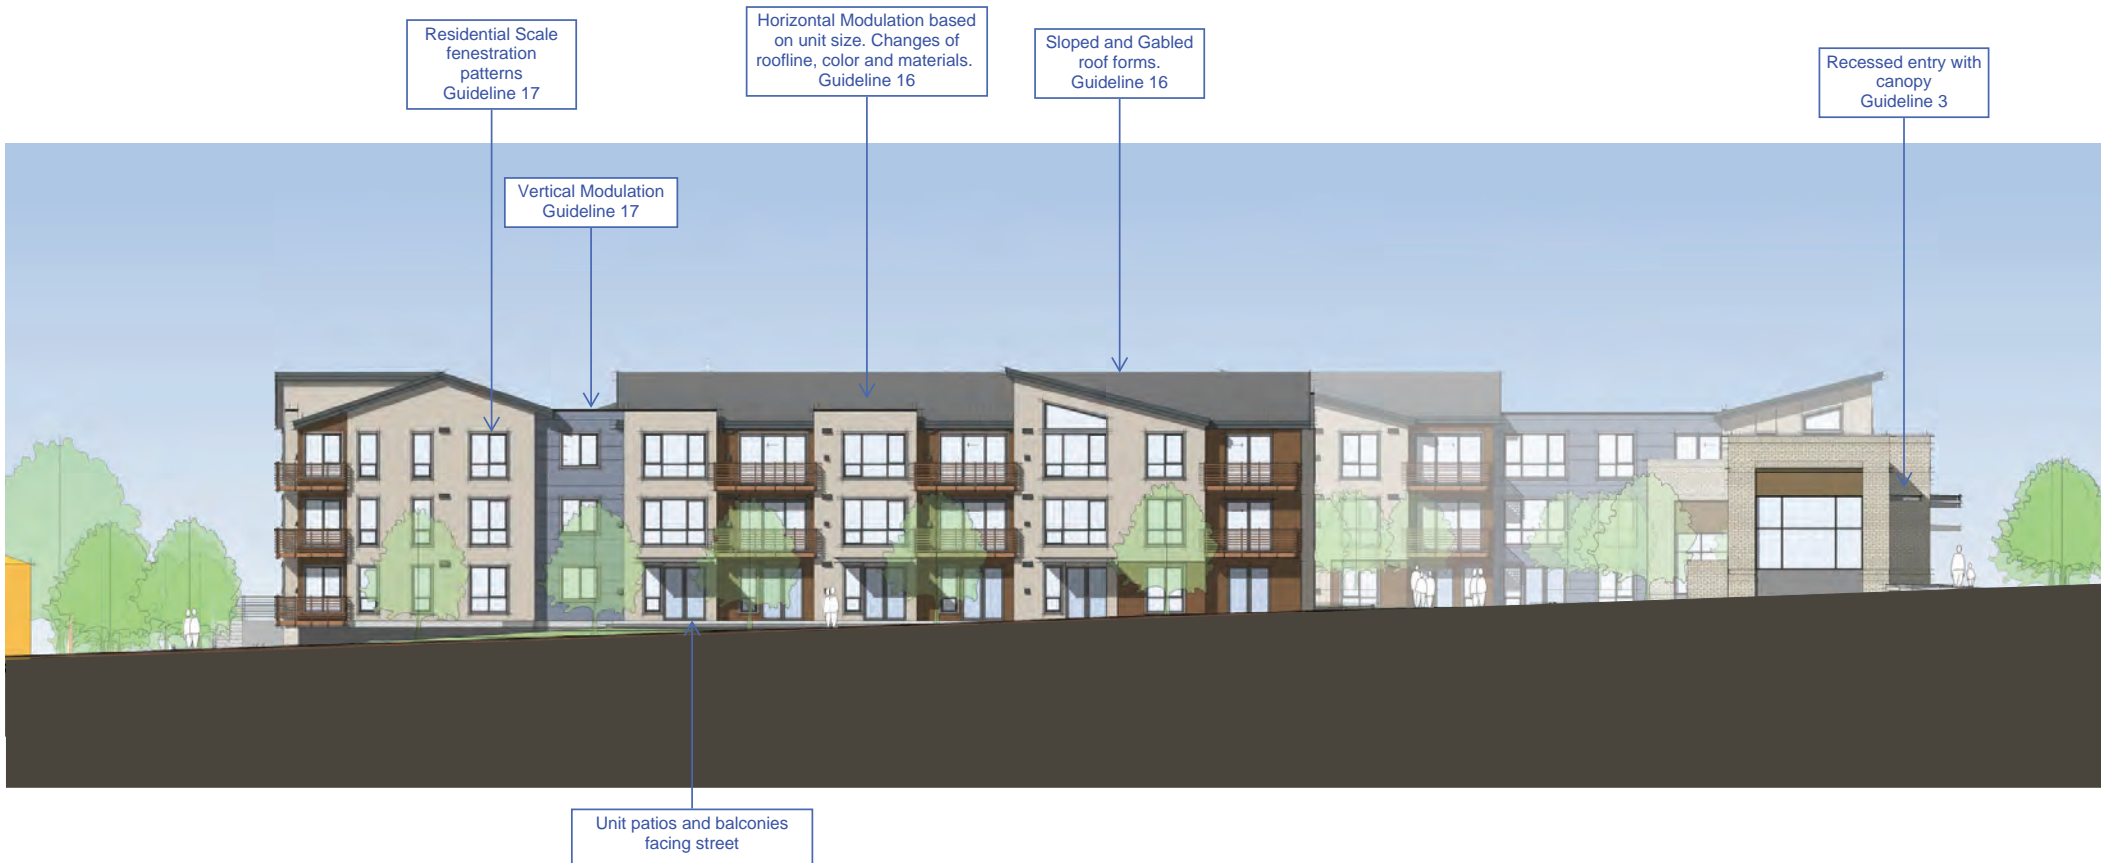 Residential Scale
fenestration
patterns
Guideline 17
Horizontal Modulation based
on unit size. Changes of
roofline, color and materials.
Guideline 16
Sloped and Gabled
roof forms.
Guideline 16
Recessed entry with
canopy
Guideline 3
Vertical Modulation
Guideline 17
Unit patios and balconies
facing street